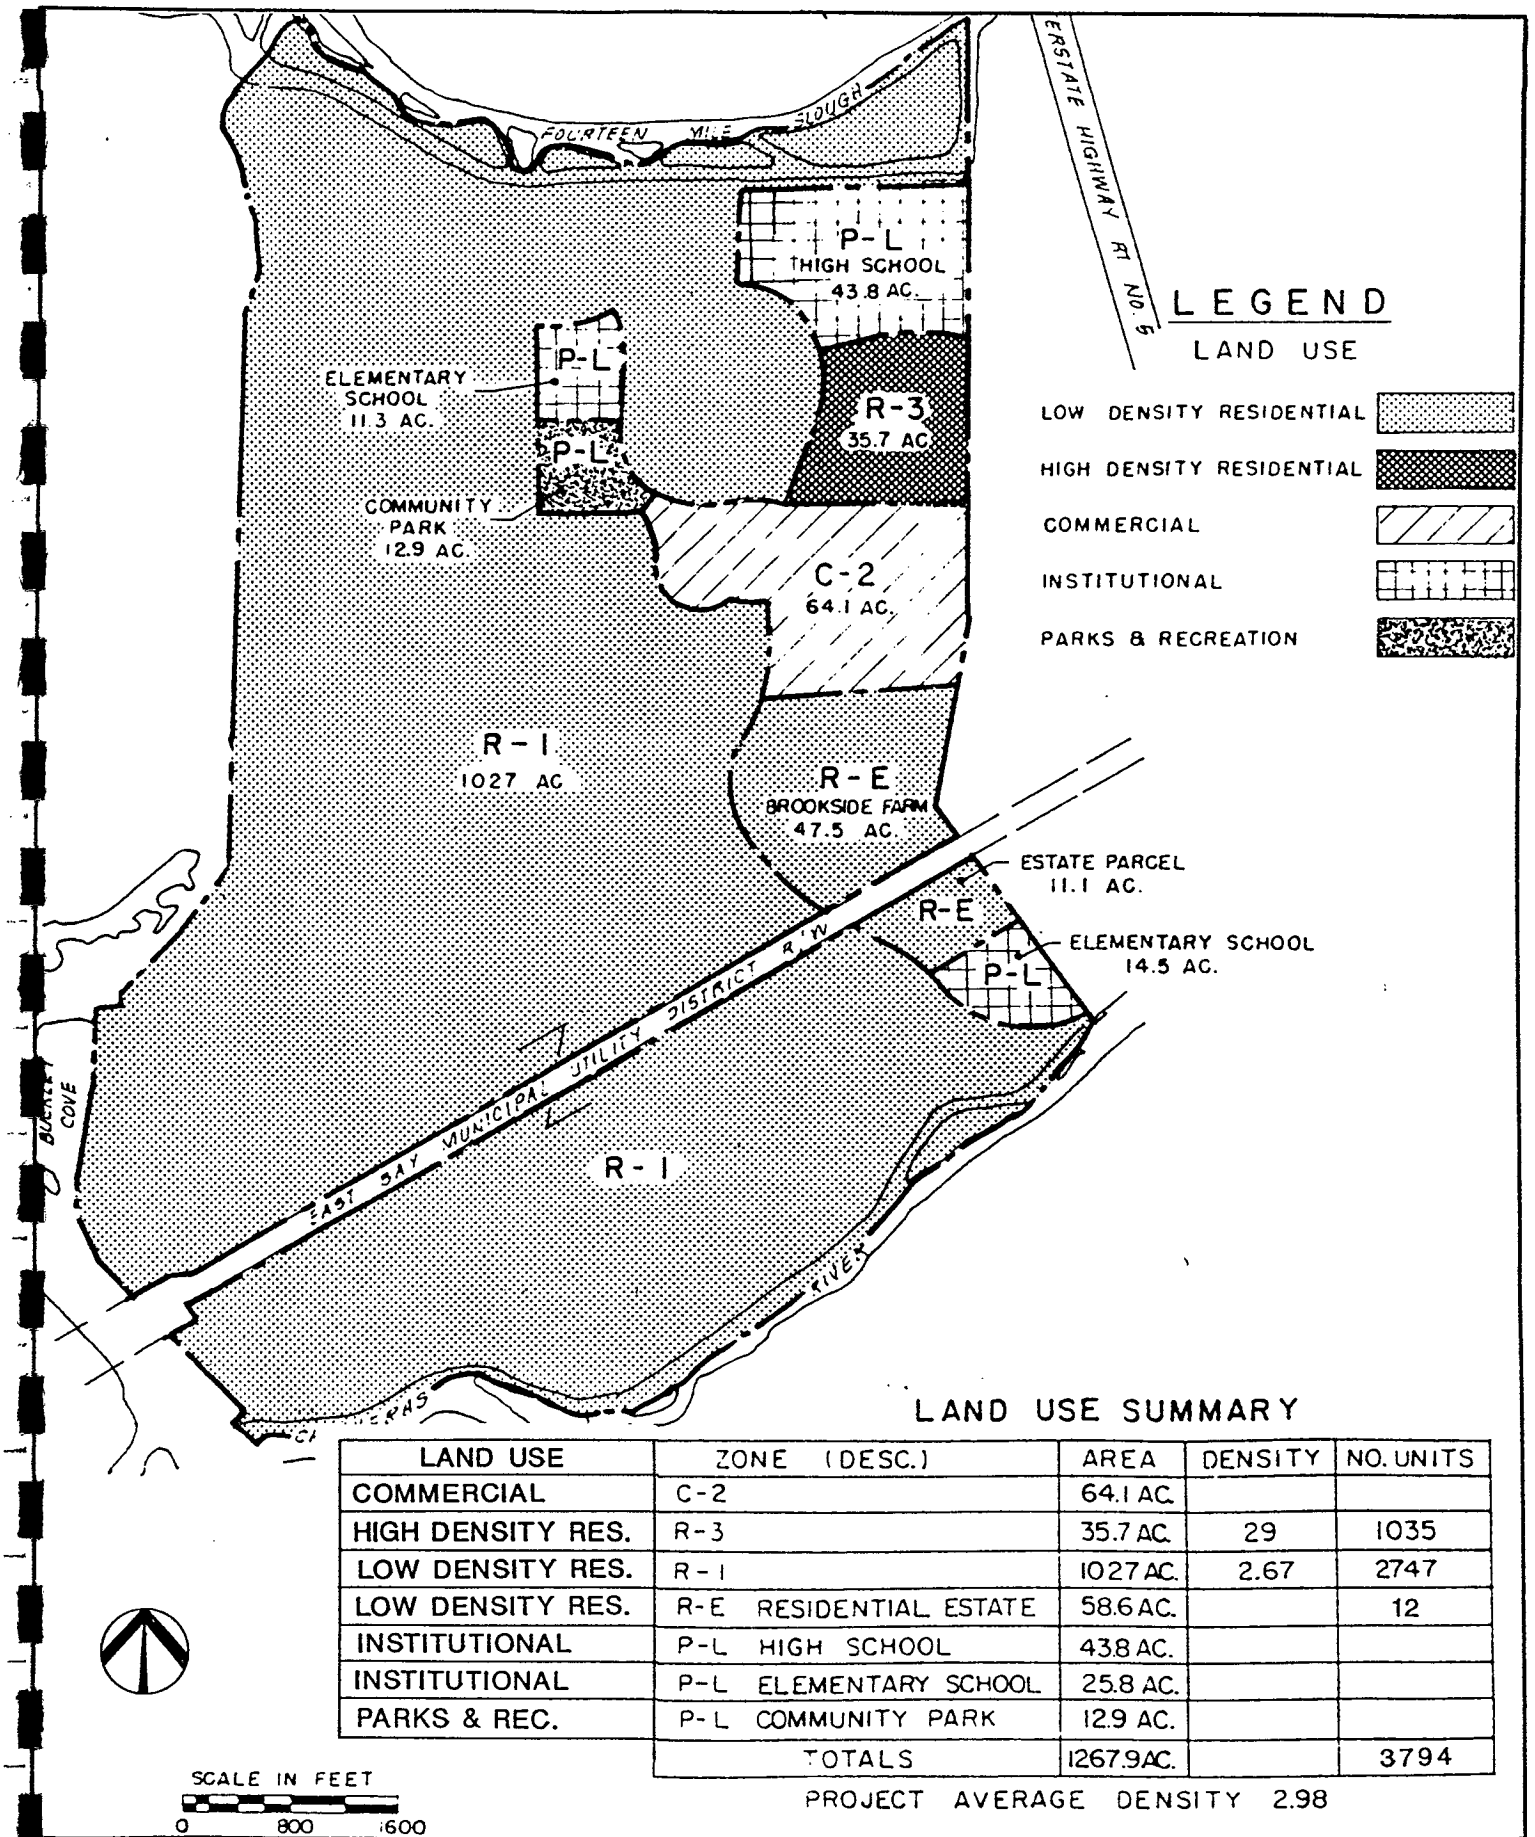 FOURTEEN MILE SLOUGH
ERSTATE HIGHWAY RT NO. 5
P-L
HIGH SCHOOL
43.8 AC.
LEGEND
LAND USE
LOW DENSITY RESIDENTIAL
HIGH DENSITY RESIDENTIAL
COMMERCIAL
INSTITUTIONAL
PARKS & RECREATION
P-L
ELEMENTARY
SCHOOL
11.3 AC.
R-3
35.7 AC
P-L
COMMUNITY
PARK
12.9 AC.
C-2
64.1 AC.
R-1
1027 AC
R-E
BROOKSIDE FARM
47.5 AC.
ESTATE PARCEL
11.1 AC.
R-E
ELEMENTARY SCHOOL
14.5 AC.
P-L
EAST BAY MUNICIPAL UTILITY DISTRICT R/W
BUCKLEY
COVE
R-1
RIVER
ERAS
LAND USE SUMMARY
LAND USE ZONE (DESC.) AREA DENSITY NO. UNITS
COMMERCIAL C-2 64.1 AC.
HIGH DENSITY RES. R-3 35.7 AC. 29 1035
LOW DENSITY RES. R-1 1027 AC. 2.67 2747
LOW DENSITY RES. R-E RESIDENTIAL ESTATE 58.6 AC. 12
INSTITUTIONAL P-L HIGH SCHOOL 43.8 AC.
INSTITUTIONAL P-L ELEMENTARY SCHOOL 25.8 AC.
PARKS & REC. P-L COMMUNITY PARK 12.9 AC.
TOTALS 1267.9 AC. 3794
PROJECT AVERAGE DENSITY 2.98
SCALE IN FEET
0 800 1600